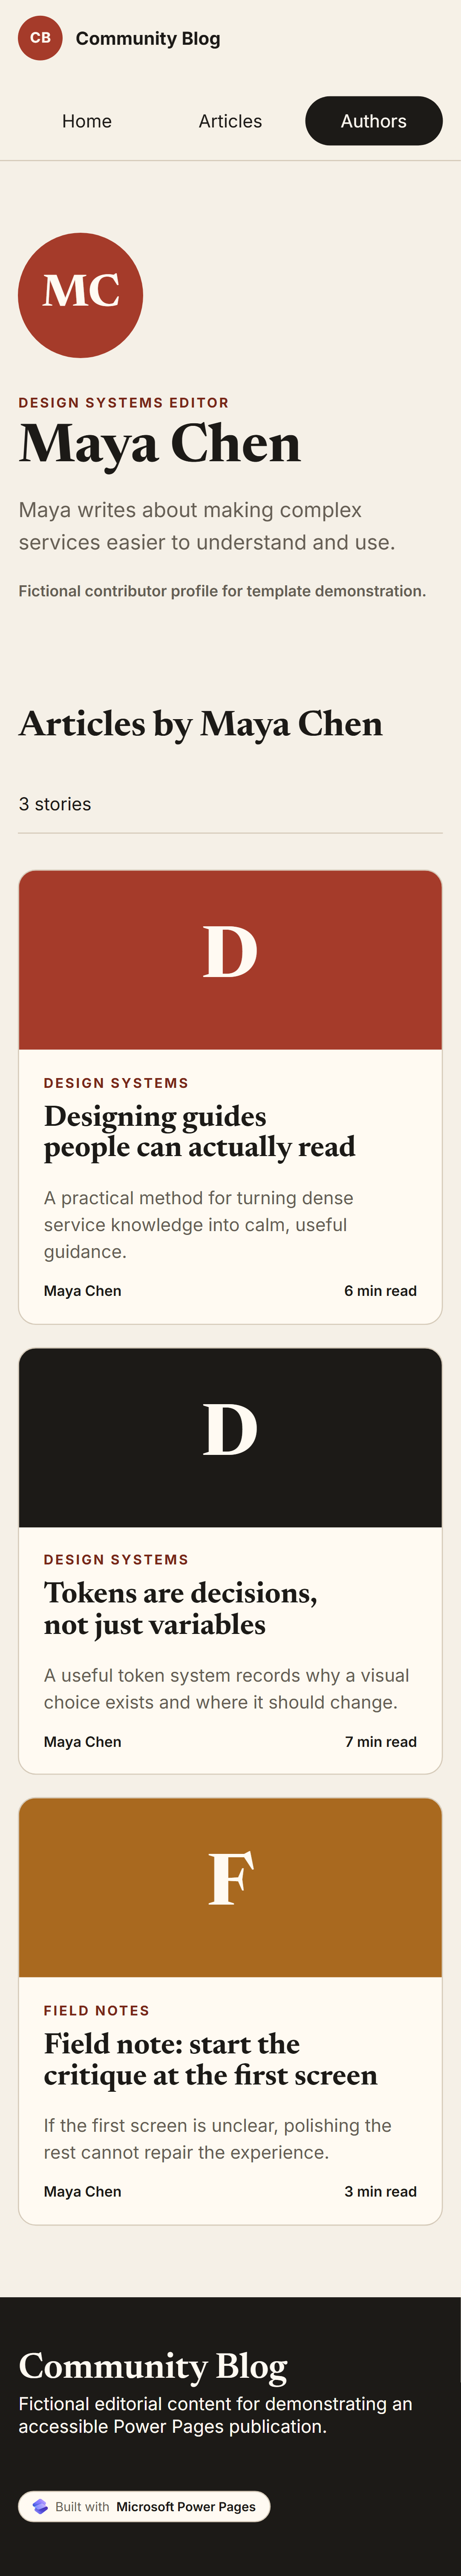 CB
Community Blog
Home Articles Authors
MC
DESIGN SYSTEMS EDITOR
Maya Chen
Maya writes about making complex
services easier to understand and use.
Fictional contributor profile for template demonstration.
Articles by Maya Chen
3 stories
D
DESIGN SYSTEMS
Designing guides
people can actually read
A practical method for turning dense
service knowledge into calm, useful
guidance.
Maya Chen 6 min read
D
DESIGN SYSTEMS
Tokens are decisions,
not just variables
A useful token system records why a visual
choice exists and where it should change.
Maya Chen 7 min read
F
FIELD NOTES
Field note: start the
critique at the first screen
If the first screen is unclear, polishing the
rest cannot repair the experience.
Maya Chen 3 min read
Community Blog
Fictional editorial content for demonstrating an
accessible Power Pages publication.
Built with Microsoft Power Pages